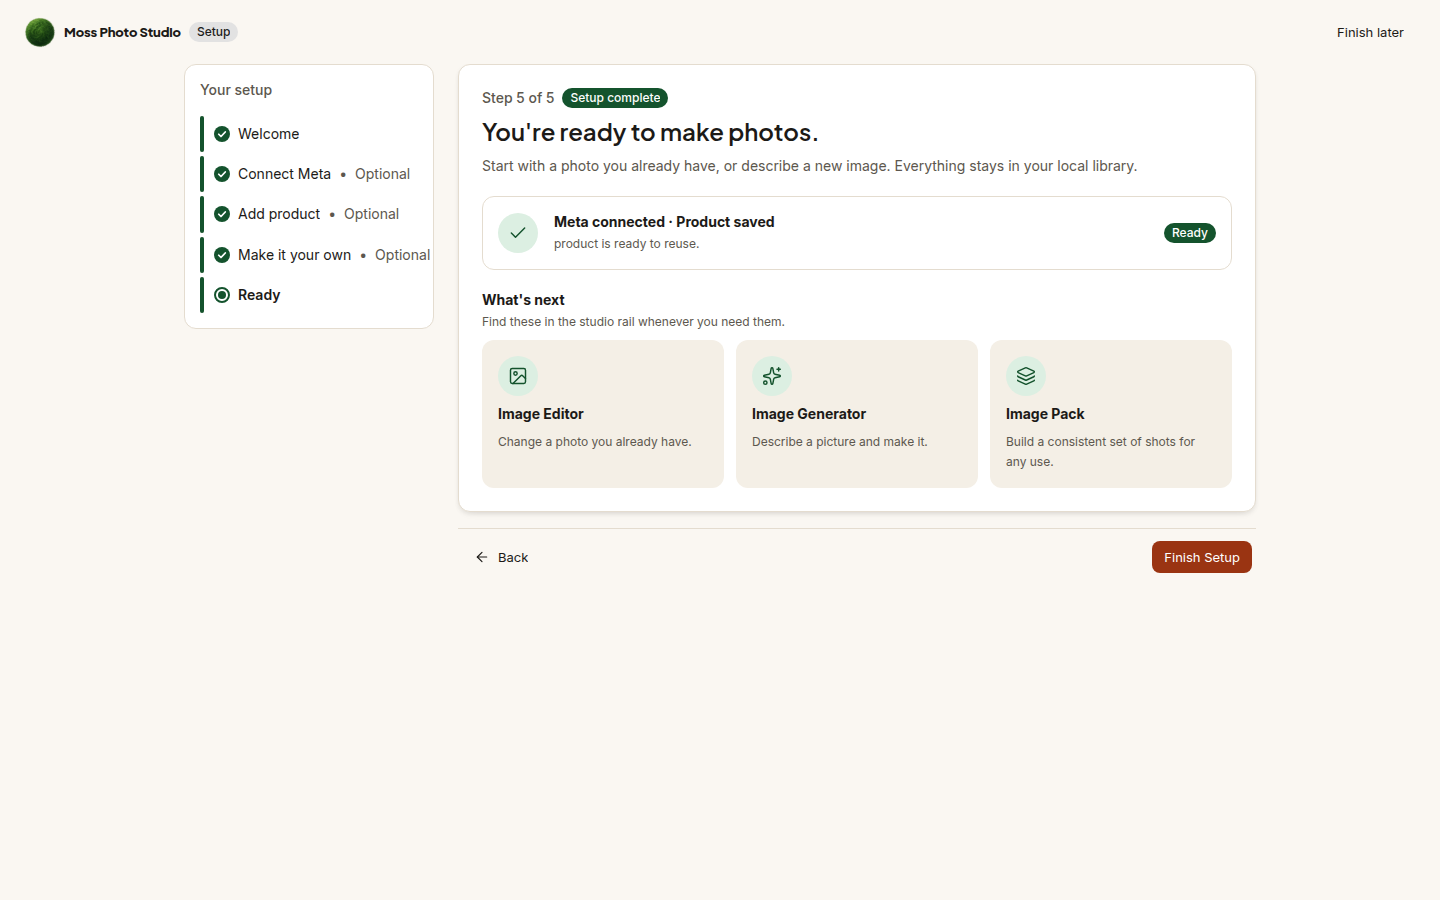 Moss Photo Studio
Setup
Finish later
Your setup
Welcome
Connect Meta • Optional
Add product • Optional
Make it your own • Optional
Ready
Step 5 of 5
Setup complete
You're ready to make photos.
Start with a photo you already have, or describe a new image. Everything stays in your local library.
Meta connected · Product saved
product is ready to reuse.
Ready
What's next
Find these in the studio rail whenever you need them.
Image Editor
Change a photo you already have.
Image Generator
Describe a picture and make it.
Image Pack
Build a consistent set of shots for
any use.
Back
Finish Setup